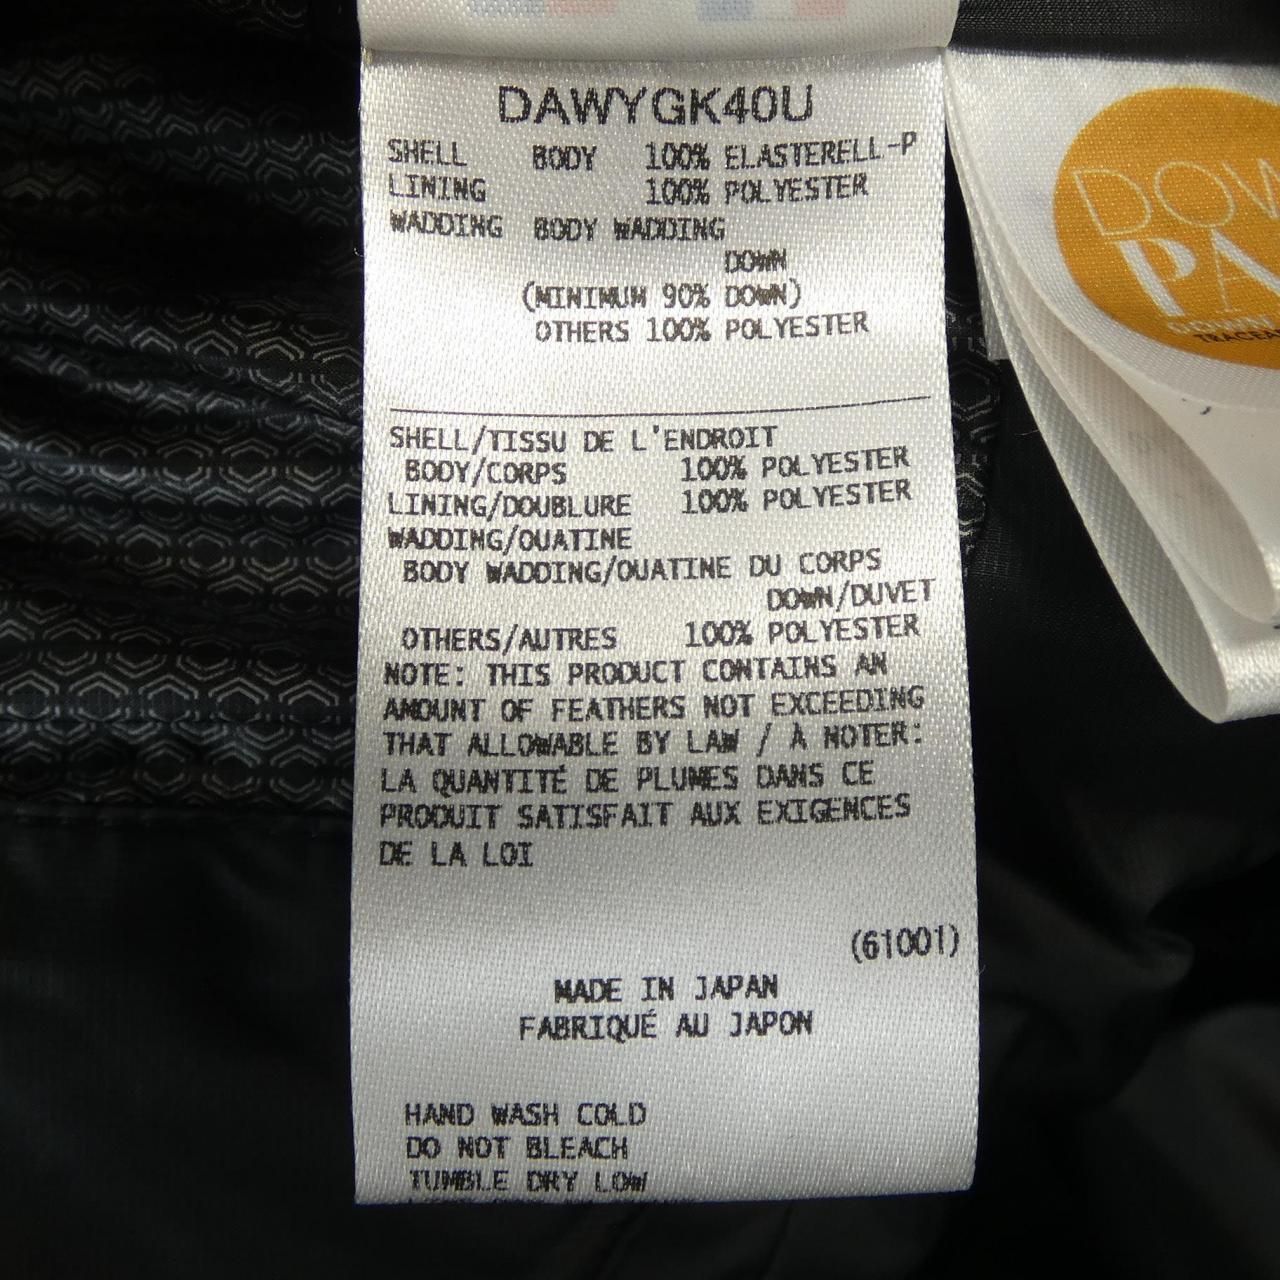 DAWYGK40U
SHELL BODY 100% ELASTERELL-P
LINING 100% POLYESTER
WADDING BODY WADDING
DOWN
(MINIMUM 90% DOWN)
OTHERS 100% POLYESTER
SHELL/TISSU DE L'ENDROIT
BODY/CORPS 100% POLYESTER
LINING/DOUBLURE 100% POLYESTER
WADDING/OUATINE
BODY WADDING/OUATINE DU CORPS
DOWN/DUVET
OTHERS/AUTRES 100% POLYESTER
NOTE: THIS PRODUCT CONTAINS AN
AMOUNT OF FEATHERS NOT EXCEEDING
THAT ALLOWABLE BY LAW / À NOTER:
LA QUANTITÉ DE PLUMES DANS CE
PRODUIT SATISFAIT AUX EXIGENCES
DE LA LOI
(61001)
MADE IN JAPAN
FABRIQUÉ AU JAPON
HAND WASH COLD
DO NOT BLEACH
TUMBLE DRY LOW
DOW
PA